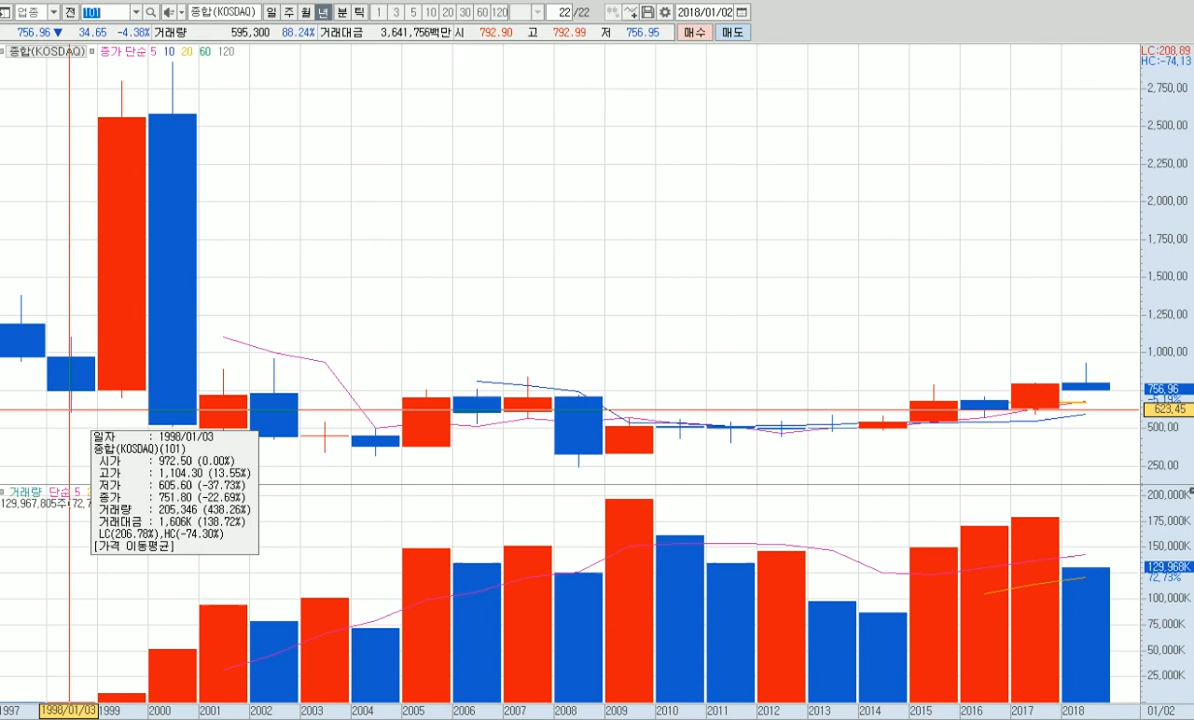 업종 전 101 종합(KOSDAQ) 일 주 월 년 분 틱 1 3 5 10 20 30 60 120 22 /22 2018/01/02
756.96 ▼ 34.65 -4.38% 거래량 595,300 88.24% 거래대금 3,641,756백만 시 792.90 고 792.99 저 756.95 매수 매도
종합(KOSDAQ) 종가 단순 5 10 20 60 120
LC:208.89
HC:-74.13
2,750.00
2,500.00
2,250.00
2,000.00
1,750.00
1,500.00
1,250.00
1,000.00
756.96
-5.19%
623.45
500.00
250.00
일자 : 1998/01/03
종합(KOSDAQ)(101)
시가 : 972.50 (0.00%)
고가 : 1,104.30 (13.55%)
저가 : 605.60 (-37.73%)
종가 : 751.80 (-22.69%)
거래량 : 205,346 (438.26%)
거래대금 : 1,606K (138.72%)
LC(206.78%),HC(-74.30%)
[가격 이동평균]
거래량 단순 5
129,967,805주
200,000K
175,000K
150,000K
129,968K
72.73%
100,000K
75,000K
50,000K
25,000K
1997 1998/01/03 1999 2000 2001 2002 2003 2004 2005 2006 2007 2008 2009 2010 2011 2012 2013 2014 2015 2016 2017 2018 01/02